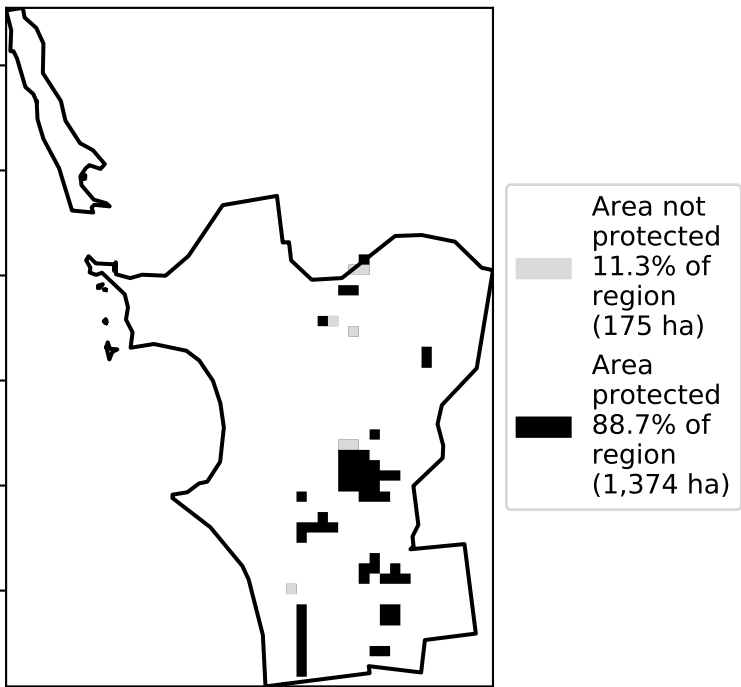 Area not
protected
11.3% of
region
(175 ha)
Area
protected
88.7% of
region
(1,374 ha)